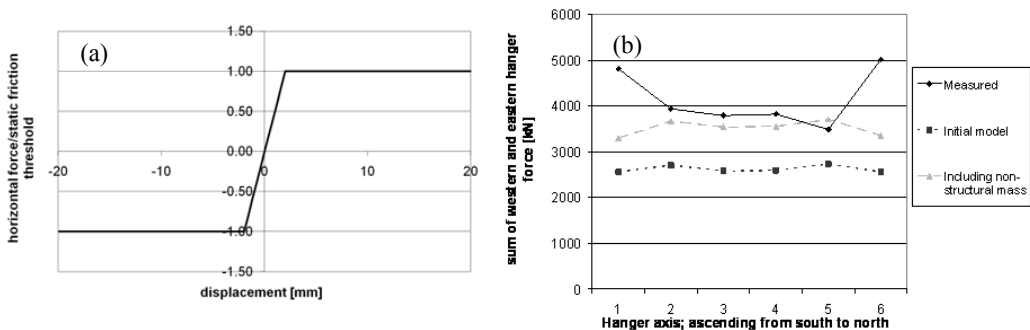 (a)
horizontal force/static friction
threshold
1.50
1.00
0.50
0.00
-0.50
-1.00
-1.50
-20
-10
0
10
20
displacement [mm]
(b)
sum of western and eastern hanger
force [kN]
6000
5000
4000
3000
2000
1000
0
1 2 3 4 5 6
Hanger axis; ascending from south to north
Measured
Initial model
Including non-
structural mass